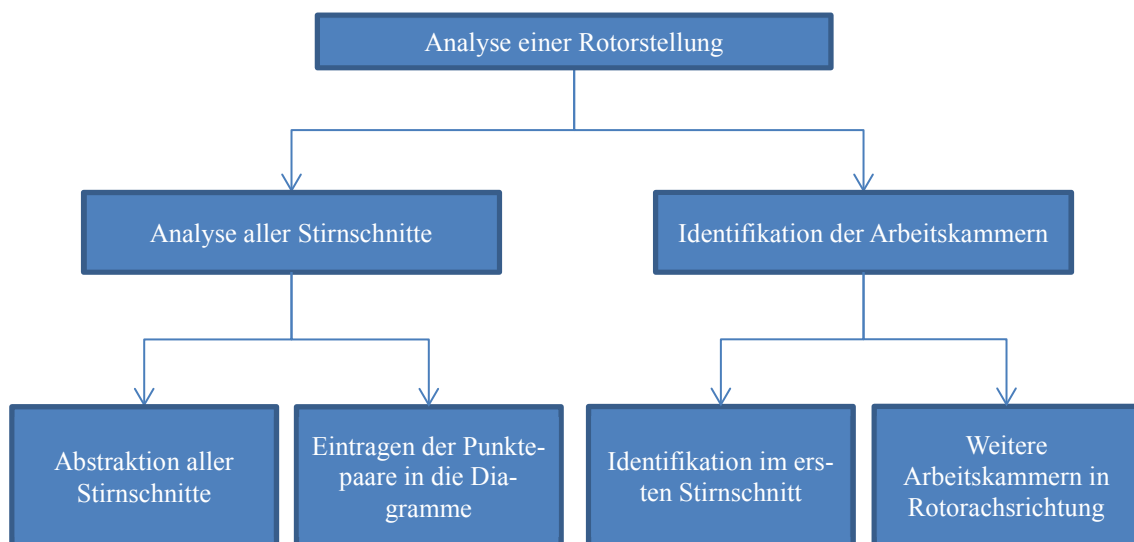 Analyse einer Rotorstellung
Analyse aller Stirnschnitte
Identifikation der Arbeitskammern
Abstraktion aller
Stirnschnitte
Eintragen der Punkte-
paare in die Dia-
gramme
Identifikation im ers-
ten Stirnschnitt
Weitere
Arbeitskammern in
Rotorachsrichtung